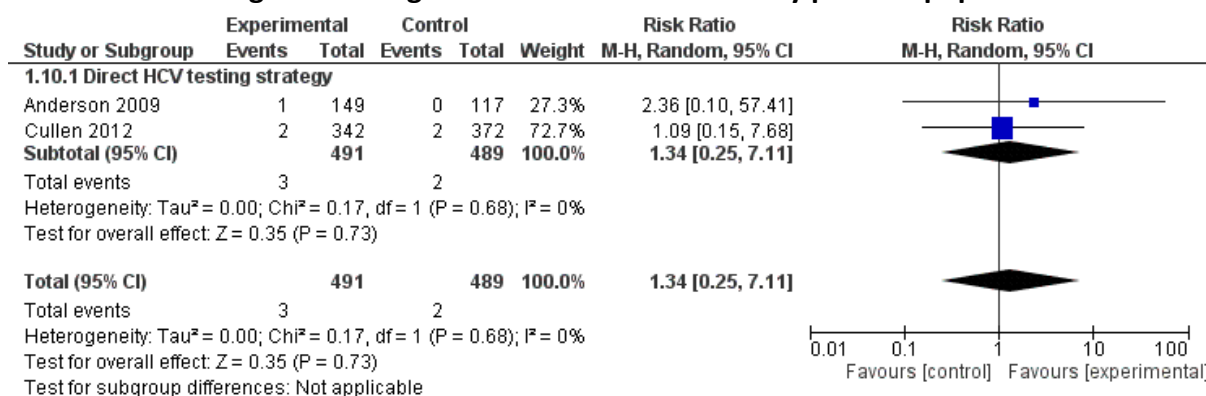 Experimental Control Risk Ratio Risk Ratio
Study or Subgroup Events Total Events Total Weight M-H, Random, 95% CI M-H, Random, 95% CI
1.10.1 Direct HCV testing strategy
Anderson 2009 1 149 0 117 27.3% 2.36 [0.10, 57.41]
Cullen 2012 2 342 2 372 72.7% 1.09 [0.15, 7.68]
Subtotal (95% CI) 491 489 100.0% 1.34 [0.25, 7.11]
Total events 3 2
Heterogeneity: Tau² = 0.00; Chi² = 0.17, df = 1 (P = 0.68); I² = 0%
Test for overall effect: Z = 0.35 (P = 0.73)
Total (95% CI) 491 489 100.0% 1.34 [0.25, 7.11]
Total events 3 2
Heterogeneity: Tau² = 0.00; Chi² = 0.17, df = 1 (P = 0.68); I² = 0%
Test for overall effect: Z = 0.35 (P = 0.73)
Test for subgroup differences: Not applicable
0.01 0.1 1 10 100
Favours [control] Favours [experimental]